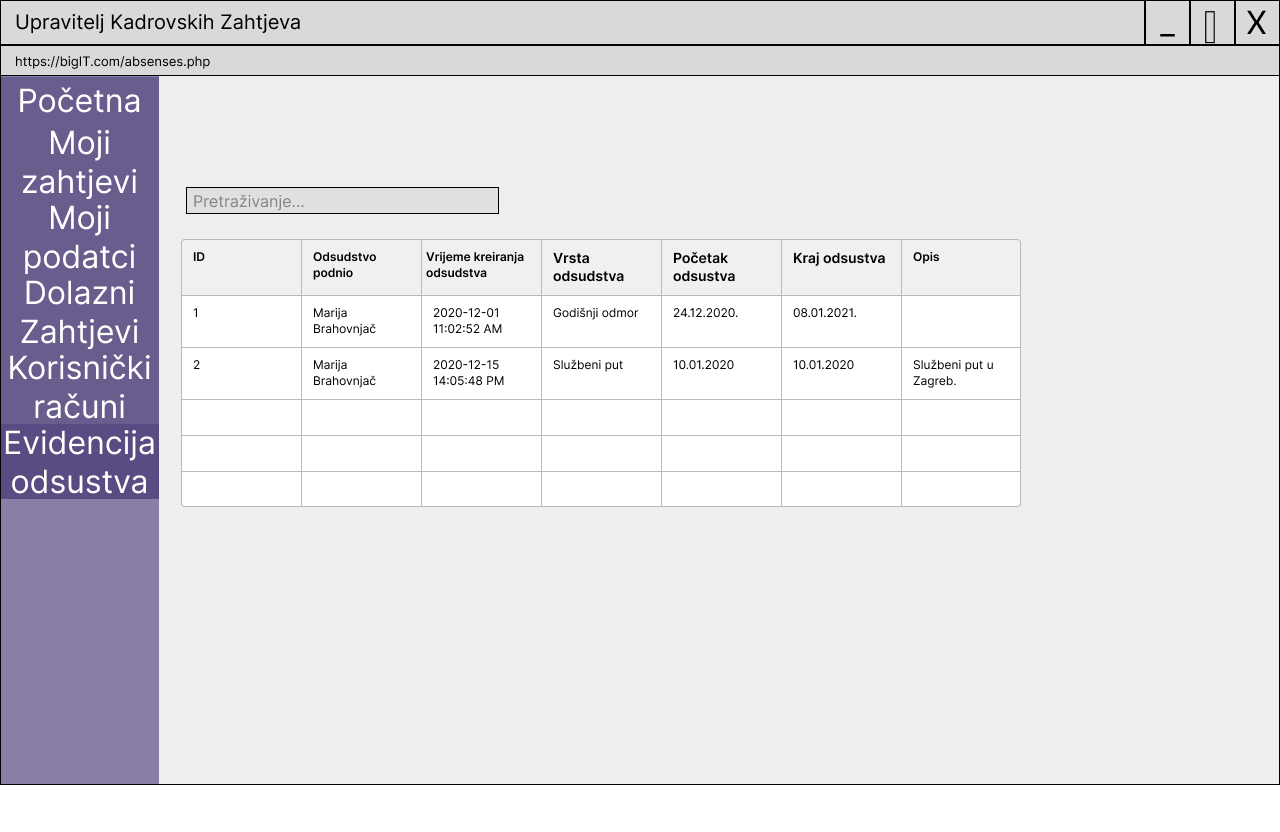 Upravitelj Kadrovskih Zahtjeva
_ X
https://bigIT.com/absenses.php
Početna
Moji
zahtjevi
Moji
podatci
Dolazni
Zahtjevi
Korisnički
računi
Evidencija
odsustva
Pretraživanje...
ID Odsudstvo podnio Vrijeme kreiranja odsudstva Vrsta odsudstva Početak odsustva Kraj odsustva Opis
1 Marija Brahovnjač 2020-12-01 11:02:52 AM Godišnji odmor 24.12.2020. 08.01.2021.
2 Marija Brahovnjač 2020-12-15 14:05:48 PM Službeni put 10.01.2020 10.01.2020 Službeni put u Zagreb.